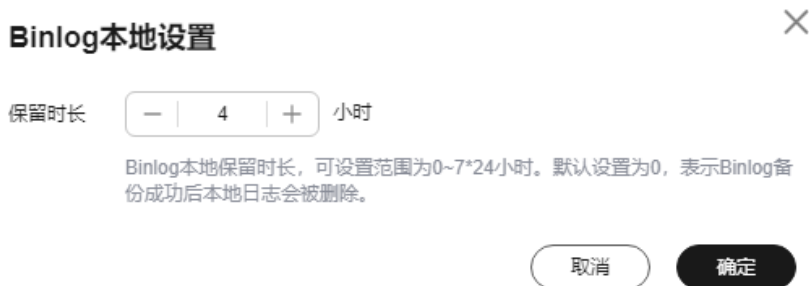 Binlog本地设置
保留时长 4 小时
Binlog本地保留时长，可设置范围为0~7*24小时。默认设置为0，表示Binlog备
份成功后本地日志会被删除。
取消 确定